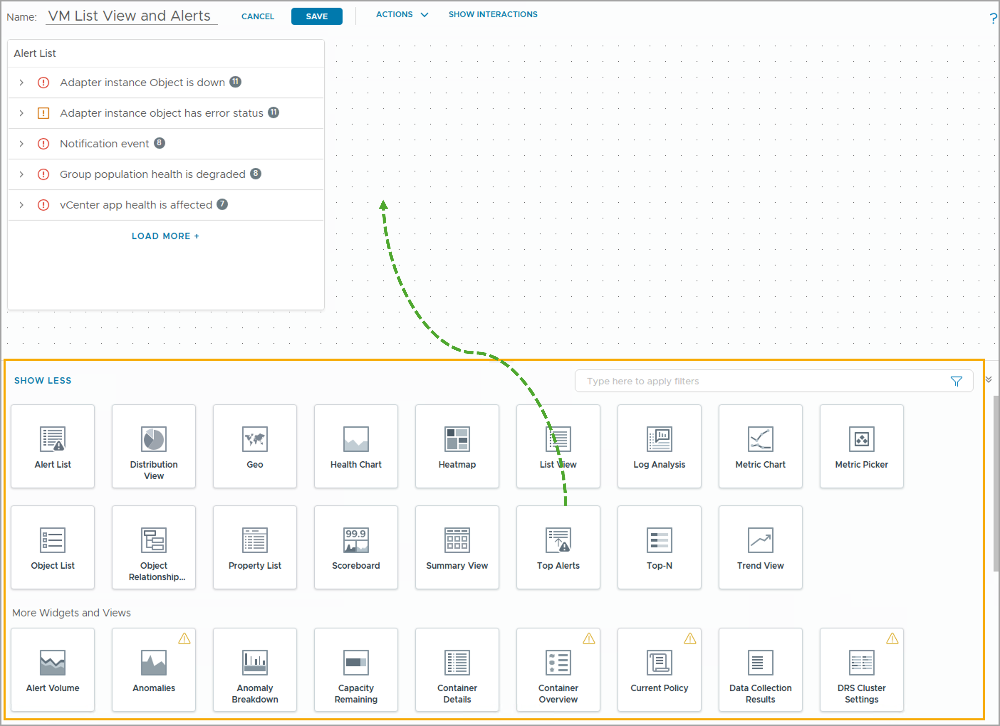 Name: VM List View and Alerts CANCEL SAVE ACTIONS SHOW INTERACTIONS ?
Alert List
Adapter instance Object is down 11
Adapter instance object has error status 11
Notification event 8
Group population health is degraded 8
vCenter app health is affected 7
LOAD MORE +
SHOW LESS Type here to apply filters
Alert List Distribution Geo Health Chart Heatmap List View Log Analysis Metric Chart Metric Picker
View
99.9
Object List Object Property List Scoreboard Summary View Top Alerts Top-N Trend View
Relationship...
More Widgets and Views
Alert Volume Anomalies Anomaly Capacity Container Container Current Policy Data Collection DRS Cluster
Breakdown Remaining Details Overview Results Settings